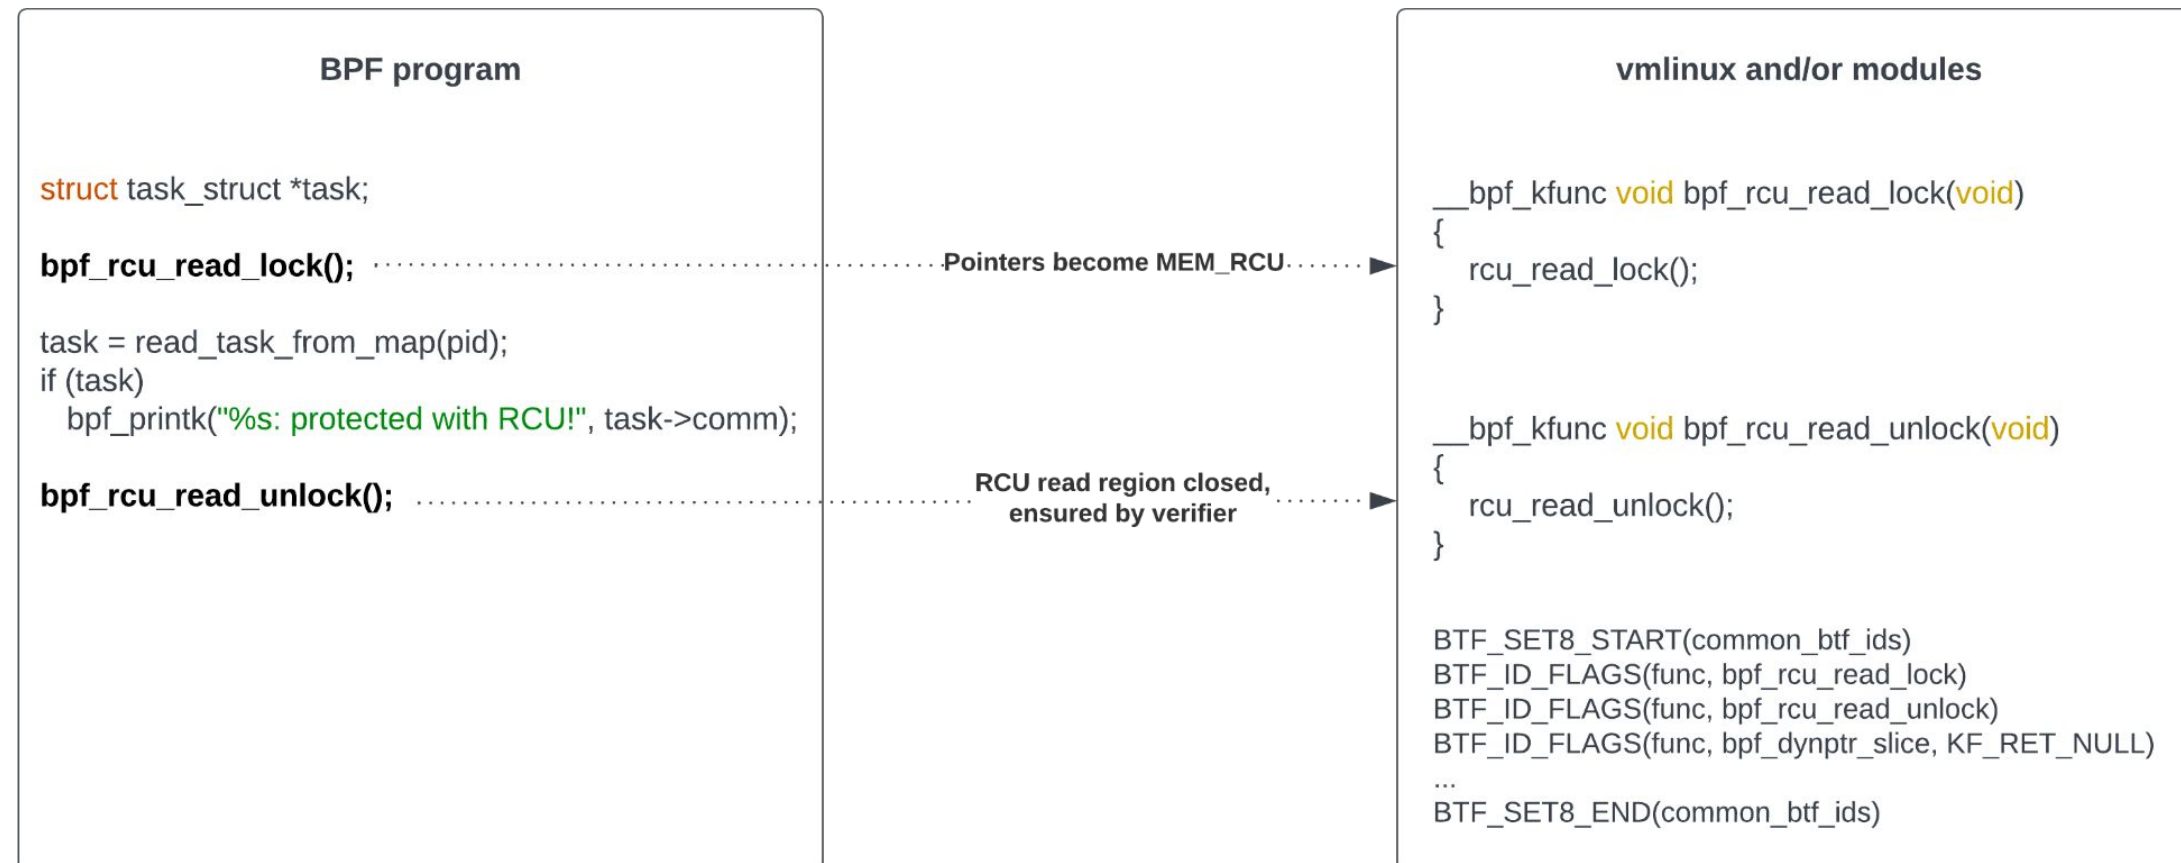 BPF program
struct task_struct *task;
bpf_rcu_read_lock();
task = read_task_from_map(pid);
if (task)
bpf_printk("%s: protected with RCU!", task->comm);
bpf_rcu_read_unlock();
Pointers become MEM_RCU
RCU read region closed,
ensured by verifier
vmlinux and/or modules
__bpf_kfunc void bpf_rcu_read_lock(void)
{
rcu_read_lock();
}
__bpf_kfunc void bpf_rcu_read_unlock(void)
{
rcu_read_unlock();
}
BTF_SET8_START(common_btf_ids)
BTF_ID_FLAGS(func, bpf_rcu_read_lock)
BTF_ID_FLAGS(func, bpf_rcu_read_unlock)
BTF_ID_FLAGS(func, bpf_dynptr_slice, KF_RET_NULL)
...
BTF_SET8_END(common_btf_ids)